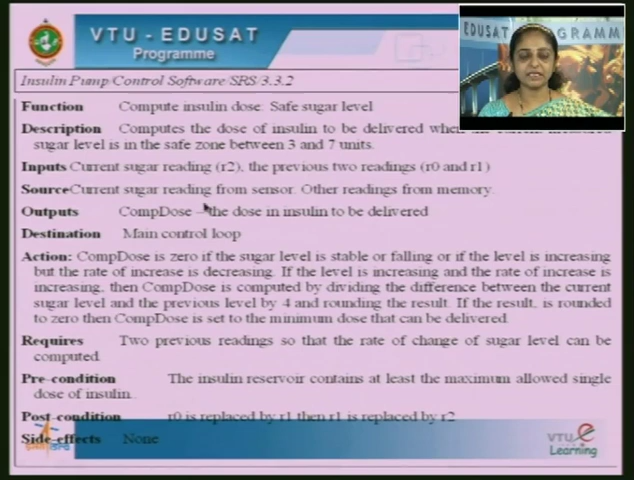 VTU - EDUSAT
Programme
EDUSAT PROGRAMME
Insulin Pump/Control Software/SRS/3.3.2
Function Compute insulin dose: Safe sugar level
Description Computes the dose of insulin to be delivered when the current measured
sugar level is in the safe zone between 3 and 7 units.
Inputs Current sugar reading (r2), the previous two readings (r0 and r1)
Source Current sugar reading from sensor. Other readings from memory.
Outputs CompDose – the dose in insulin to be delivered
Destination Main control loop
Action: CompDose is zero if the sugar level is stable or falling or if the level is increasing
but the rate of increase is decreasing. If the level is increasing and the rate of increase is
increasing, then CompDose is computed by dividing the difference between the current
sugar level and the previous level by 4 and rounding the result. If the result, is rounded
to zero then CompDose is set to the minimum dose that can be delivered.
Requires Two previous readings so that the rate of change of sugar level can be
computed.
Pre-condition The insulin reservoir contains at least the maximum allowed single
dose of insulin..
Post-condition r0 is replaced by r1 then r1 is replaced by r2
Side-effects None
VTU e
Learning